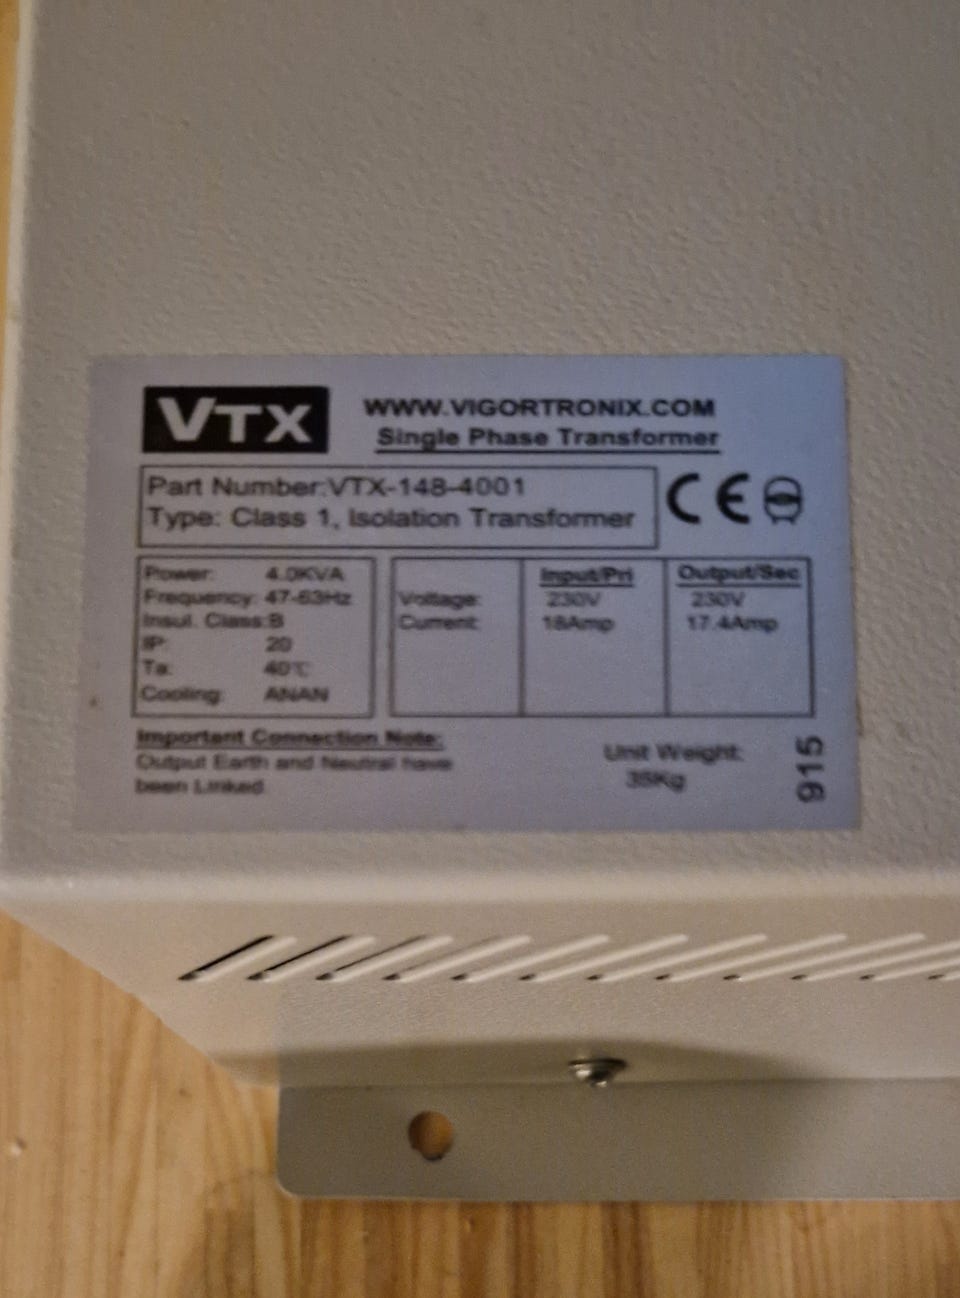 VTX
WWW.VIGORTRONIX.COM
Single Phase Transformer
Part Number:VTX-148-4001
Type: Class 1, Isolation Transformer
CE
Power: 4.0KVA
Frequency: 47-63Hz
Insul. Class:B
IP: 20
Ta: 40℃
Cooling: ANAN
Input/Pri Output/Sec
Voltage: 230V 230V
Current: 18Amp 17.4Amp
Important Connection Note:
Output Earth and Neutral have
been Linked
Unit Weight:
35Kg
915